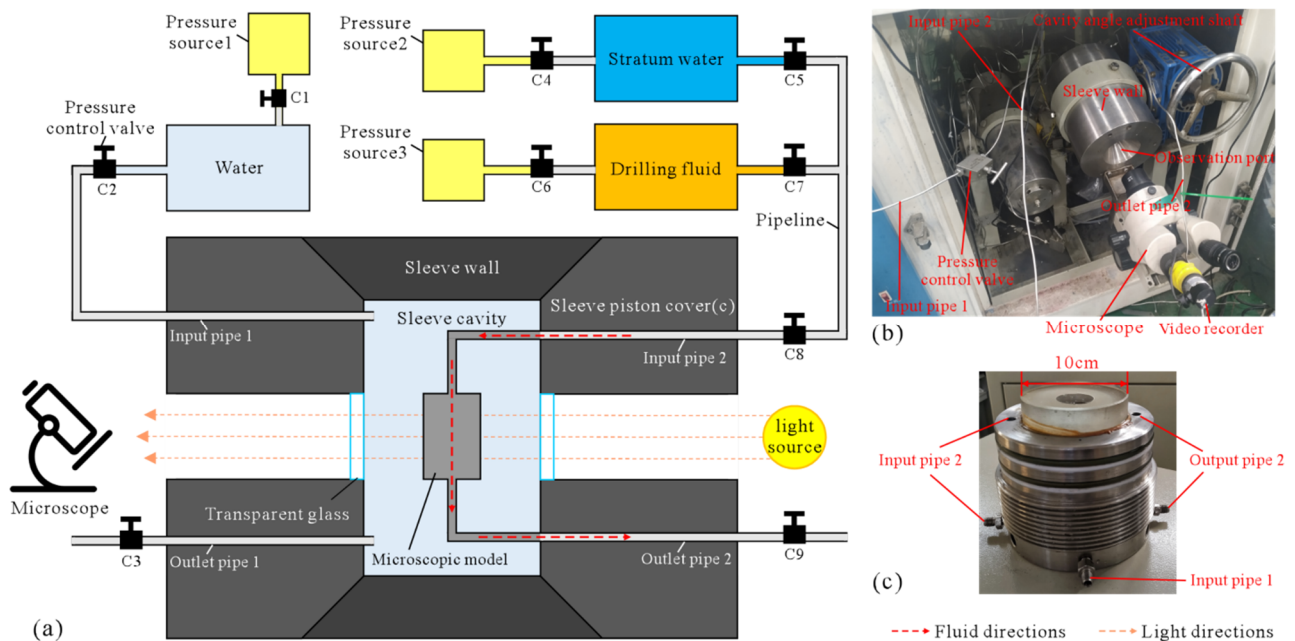 Pressure
source1
C1
Pressure
control valve
C2
Water
Pressure
source2
C4
Stratum water
C5
Pressure
source3
C6
Drilling fluid
C7
Pipeline
Sleeve wall
Sleeve piston cover(c)
Sleeve cavity
Input pipe 1
Input pipe 2
C8
light
source
Microscope
Transparent glass
C3
Outlet pipe 1
Microscopic model
Outlet pipe 2
C9
(a)
Input pipe 2
Cavity angle adjustment shaft
Sleeve wall
Observation port
Outlet pipe 2
Pressure
control valve
Input pipe 1
Microscope
Video recorder
(b)
10cm
Input pipe 2
Output pipe 2
Input pipe 1
(c)
Fluid directions
Light directions